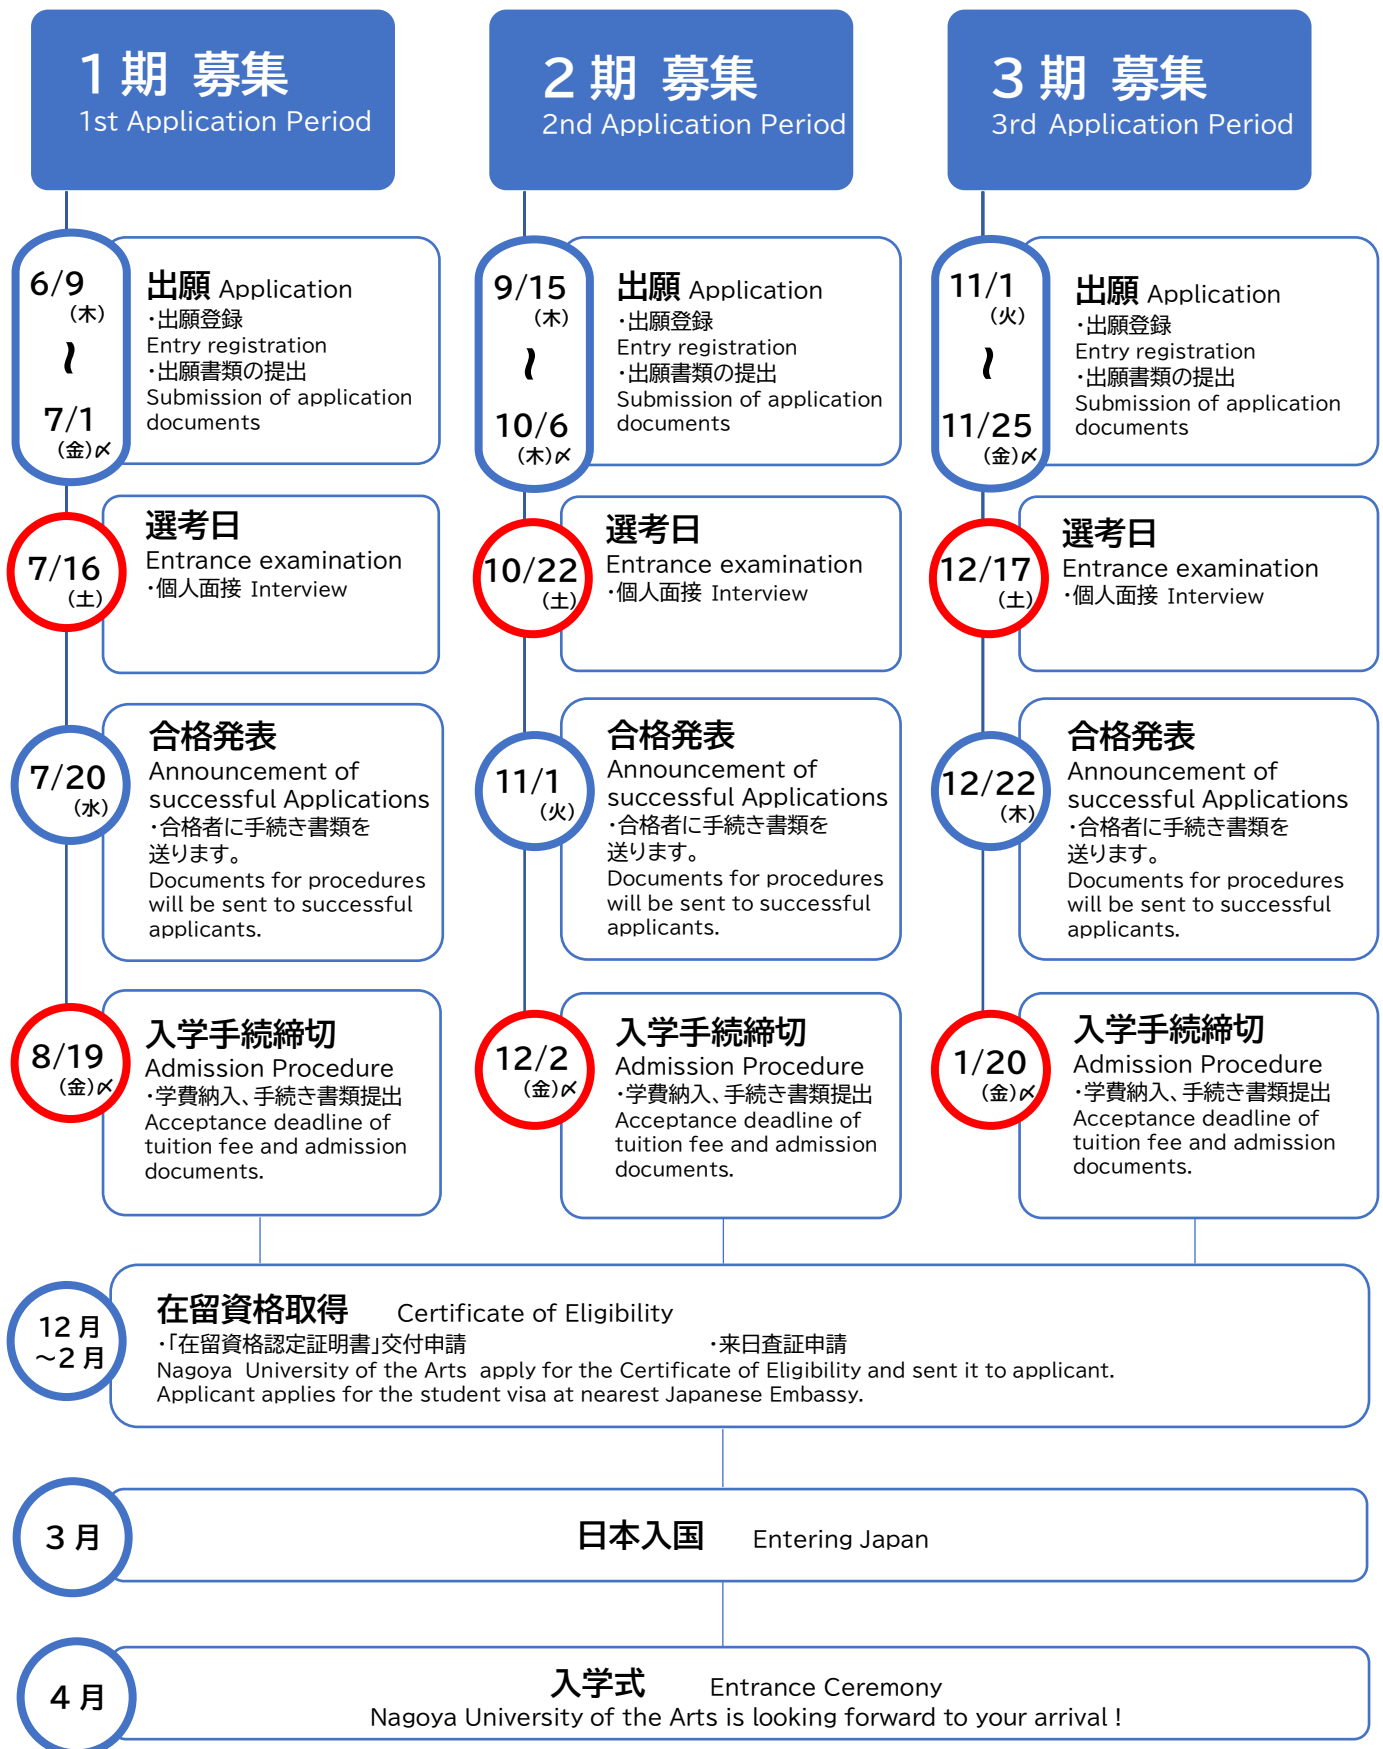 1期 募集
1st Application Period
6/9
(木)
~
7/1
(金)〆
出願 Application
・出願登録
Entry registration
・出願書類の提出
Submission of application
documents
7/16
(土)
選考日
Entrance examination
・個人面接 Interview
7/20
(水)
合格発表
Announcement of
successful Applications
・合格者に手続き書類を
送ります。
Documents for procedures
will be sent to successful
applicants.
8/19
(金)〆
入学手続締切
Admission Procedure
・学費納入、手続き書類提出
Acceptance deadline of
tuition fee and admission
documents.
2期 募集
2nd Application Period
9/15
(木)
~
10/6
(木)〆
出願 Application
・出願登録
Entry registration
・出願書類の提出
Submission of application
documents
10/22
(土)
選考日
Entrance examination
・個人面接 Interview
11/1
(火)
合格発表
Announcement of
successful Applications
・合格者に手続き書類を
送ります。
Documents for procedures
will be sent to successful
applicants.
12/2
(金)〆
入学手続締切
Admission Procedure
・学費納入、手続き書類提出
Acceptance deadline of
tuition fee and admission
documents.
3期 募集
3rd Application Period
11/1
(火)
~
11/25
(金)〆
出願 Application
・出願登録
Entry registration
・出願書類の提出
Submission of application
documents
12/17
(土)
選考日
Entrance examination
・個人面接 Interview
12/22
(木)
合格発表
Announcement of
successful Applications
・合格者に手続き書類を
送ります。
Documents for procedures
will be sent to successful
applicants.
1/20
(金)〆
入学手続締切
Admission Procedure
・学費納入、手続き書類提出
Acceptance deadline of
tuition fee and admission
documents.
12月
~2月
在留資格取得 Certificate of Eligibility
・「在留資格認定証明書」交付申請 ・来日査証申請
Nagoya University of the Arts apply for the Certificate of Eligibility and sent it to applicant.
Applicant applies for the student visa at nearest Japanese Embassy.
3月
日本入国 Entering Japan
4月
入学式 Entrance Ceremony
Nagoya University of the Arts is looking forward to your arrival !